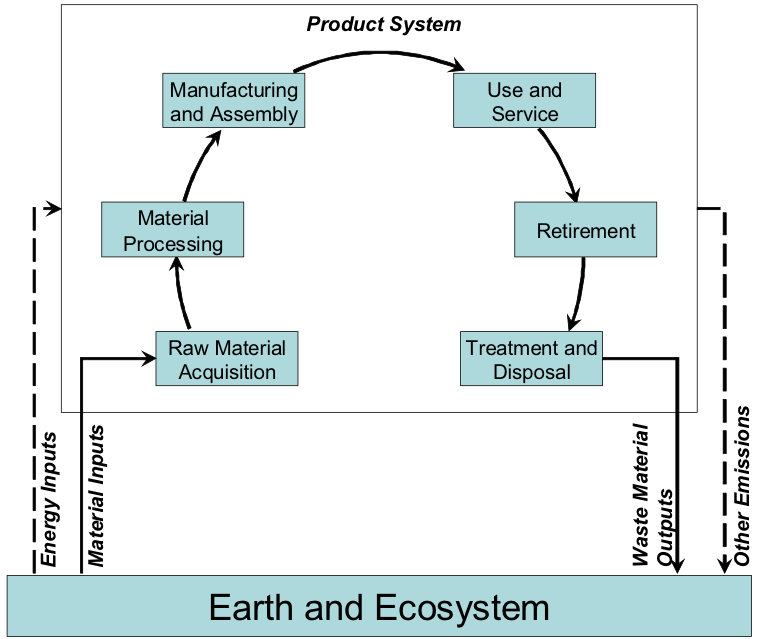 Product System
Manufacturing
and Assembly
Use and
Service
Material
Processing
Retirement
Raw Material
Acquisition
Treatment and
Disposal
Energy Inputs
Material Inputs
Waste Material
Outputs
Other Emissions
Earth and Ecosystem